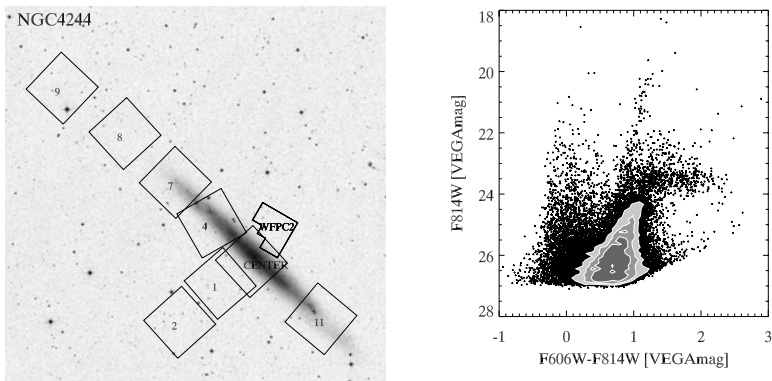 NGC4244
9
8
7
4
WFPC2
CENTER
1
2
11
18
20
22
24
26
28
F814W [VEGAmag]
-1 0 1 2 3
F606W-F814W [VEGAmag]